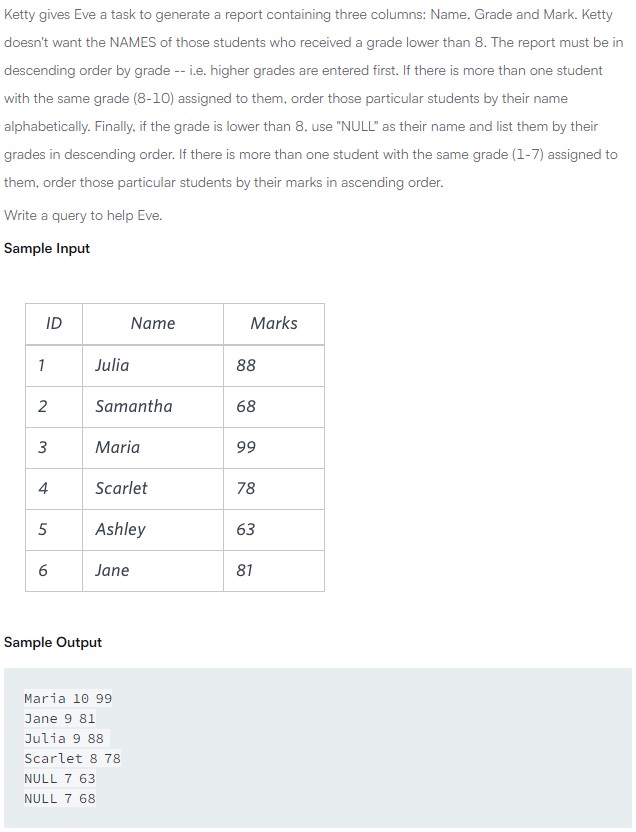 Ketty gives Eve a task to generate a report containing three columns: Name, Grade and Mark. Ketty
doesn't want the NAMES of those students who received a grade lower than 8. The report must be in
descending order by grade -- i.e. higher grades are entered first. If there is more than one student
with the same grade (8-10) assigned to them, order those particular students by their name
alphabetically. Finally, if the grade is lower than 8, use "NULL" as their name and list them by their
grades in descending order. If there is more than one student with the same grade (1-7) assigned to
them, order those particular students by their marks in ascending order.
Write a query to help Eve.
Sample Input
ID Name Marks
1 Julia 88
2 Samantha 68
3 Maria 99
4 Scarlet 78
5 Ashley 63
6 Jane 81
Sample Output
Maria 10 99
Jane 9 81
Julia 9 88
Scarlet 8 78
NULL 7 63
NULL 7 68